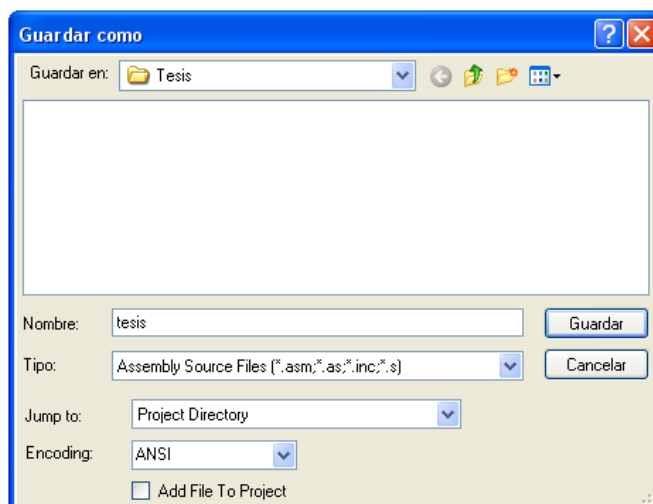 Guardar como
Guardar en: Tesis
Nombre: tesis Guardar
Tipo: Assembly Source Files (*.asm;*.as;*.inc;*.s) Cancelar
Jump to: Project Directory
Encoding: ANSI
Add File To Project